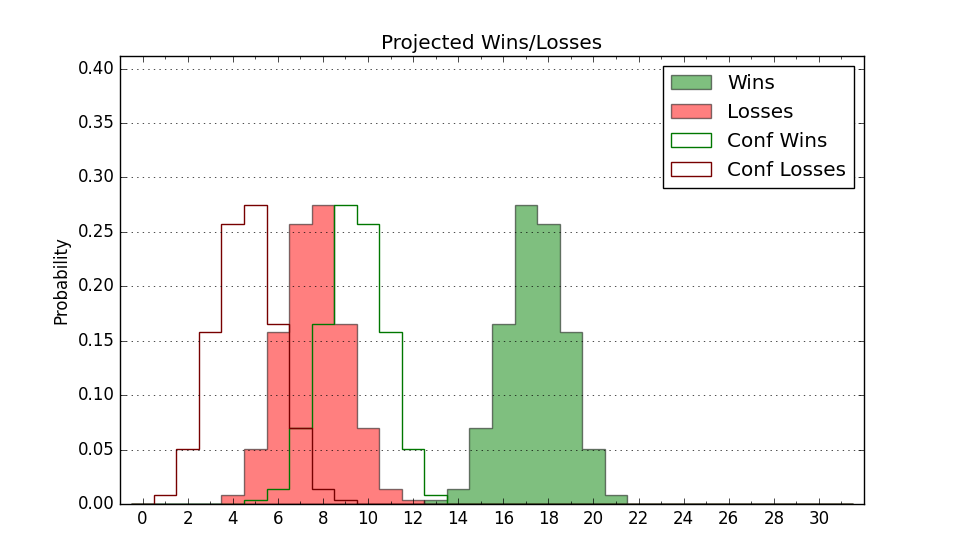 Projected Wins/Losses
0.40
0.35
0.30
0.25
0.20
0.15
0.10
0.05
0.00
Probability
Wins
Losses
Conf Wins
Conf Losses
0 2 4 6 8 10 12 14 16 18 20 22 24 26 28 30